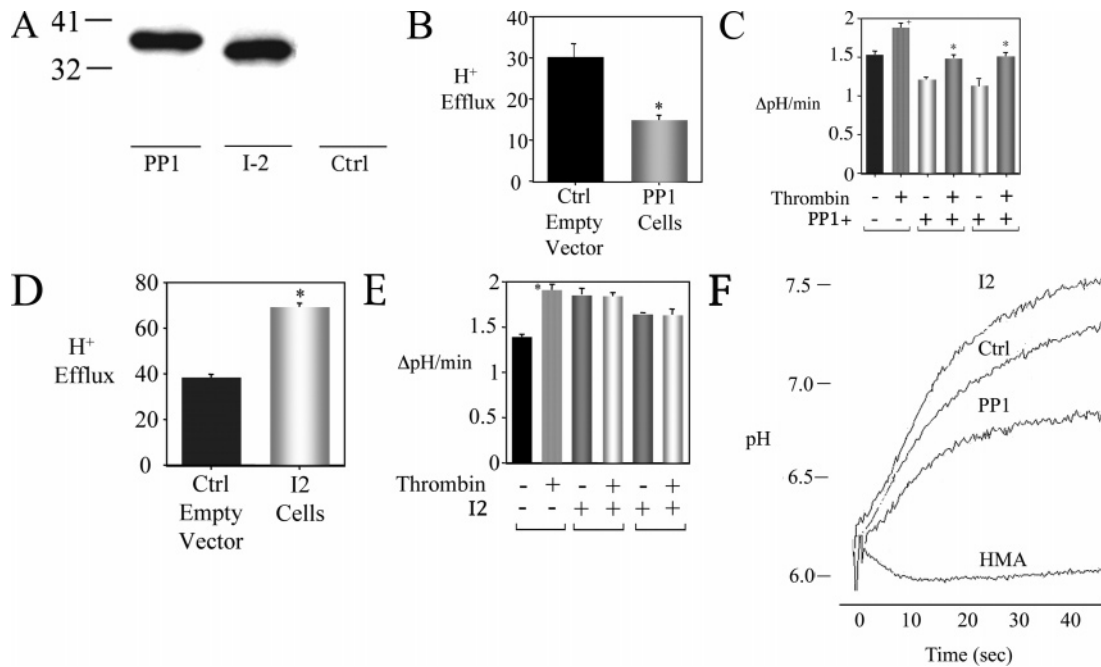 A
41
32
PP1 I-2 Ctrl
B
H+
Efflux
40
30
20
10
0
*
Ctrl
Empty
Vector
PP1
Cells
C
ΔpH/min
2
1.5
1
0.5
0
+ * *
Thrombin - + - + - +
PP1+ - - + + + +
D
H+
Efflux
80
60
40
20
0
*
Ctrl
Empty
Vector
I2
Cells
E
ΔpH/min
2
1.5
1
0.5
0
*
Thrombin - + - + - +
I2 - - + + + +
F
pH
7.5
7.0
6.5
6.0
I2
Ctrl
PP1
HMA
0 10 20 30 40
Time (sec)